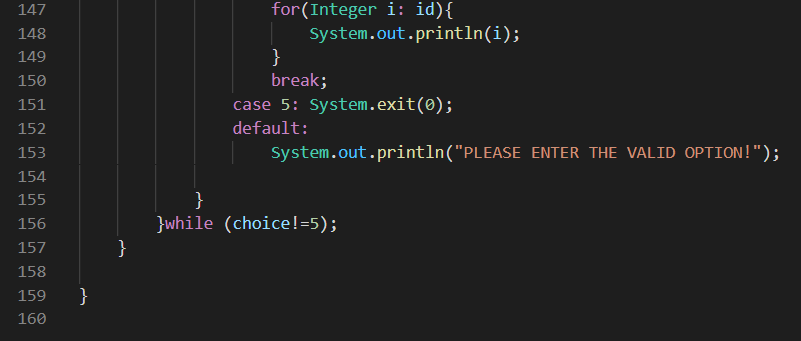 147 for(Integer i: id){
148 System.out.println(i);
149 }
150 break;
151 case 5: System.exit(0);
152 default:
153 System.out.println("PLEASE ENTER THE VALID OPTION!");
154
155 }
156 }while (choice!=5);
157 }
158
159 }
160